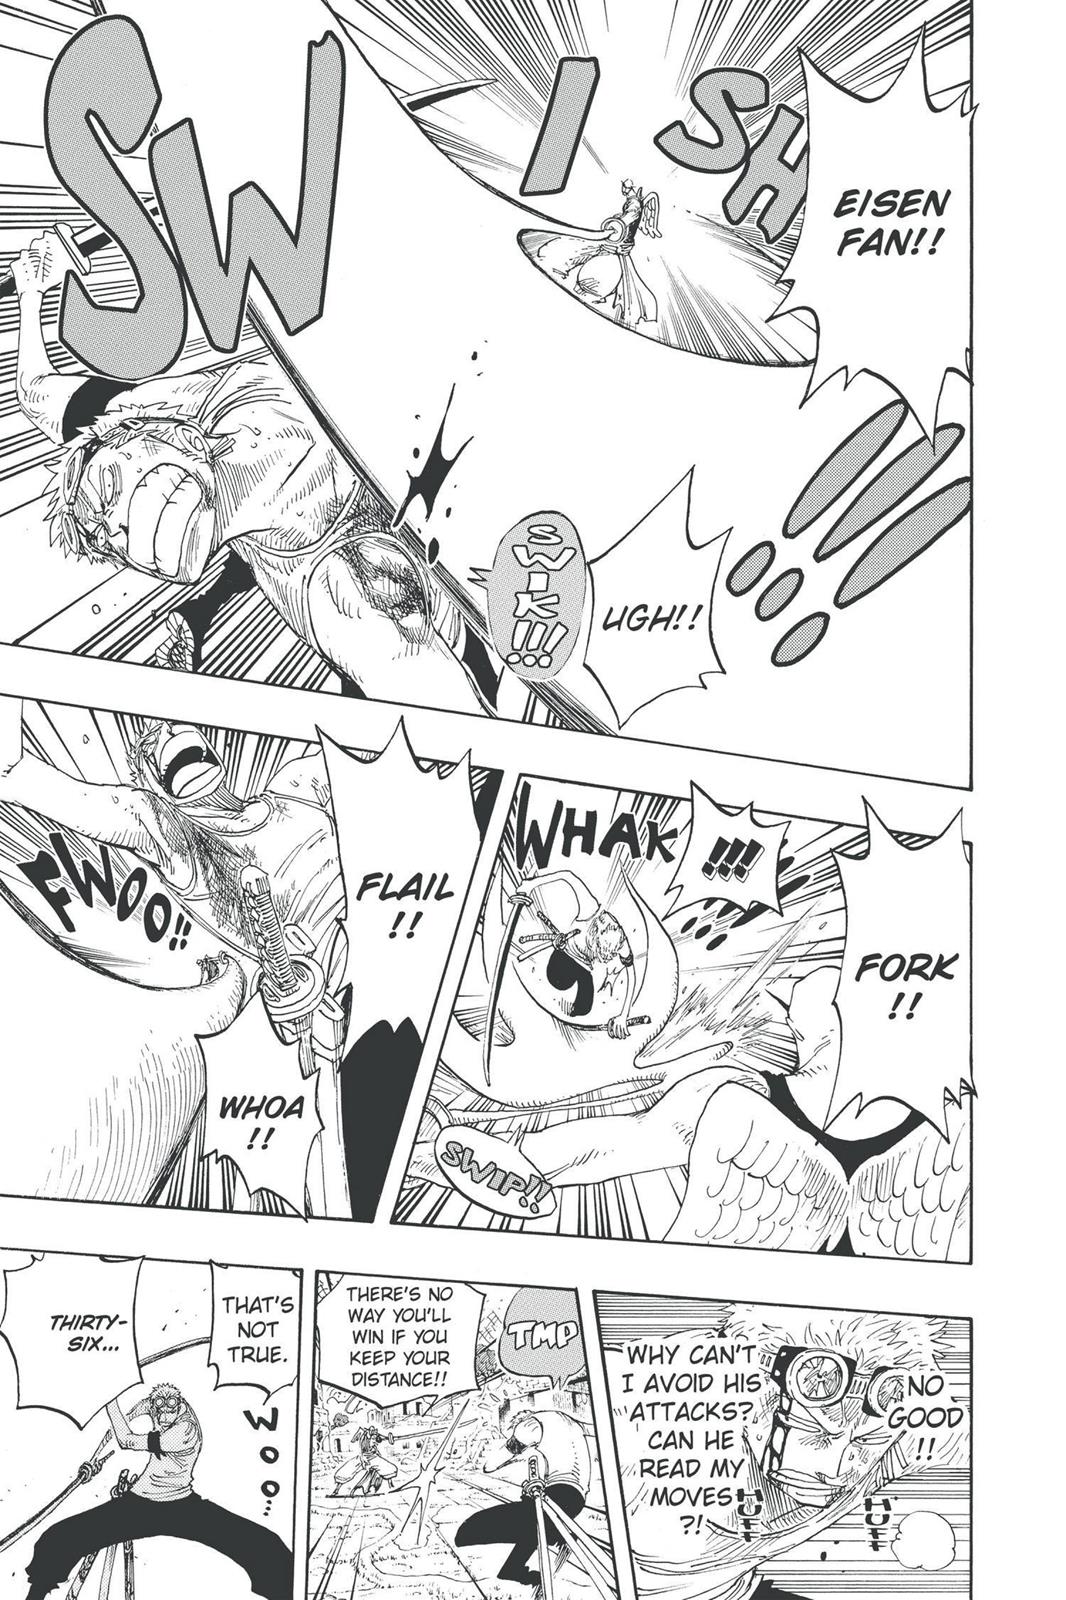 SWISH
EISEN
FAN!!
!!!
SWIK!!!
UGH!!
FORK
!!
!!!
WHAK
!!!
SWIP!!
FLAIL
!!
FWOO!!
WHOA
!!
NO
GOOD
!!
WHY CAN'T
I AVOID HIS
ATTACKS?
CAN HE
READ MY
MOVES
?!
HUFF
HUFF
TMP
THERE'S NO
WAY YOU'LL
WIN IF YOU
KEEP YOUR
DISTANCE!!
THAT'S
NOT
TRUE.
WOO...
THIRTY-
SIX...